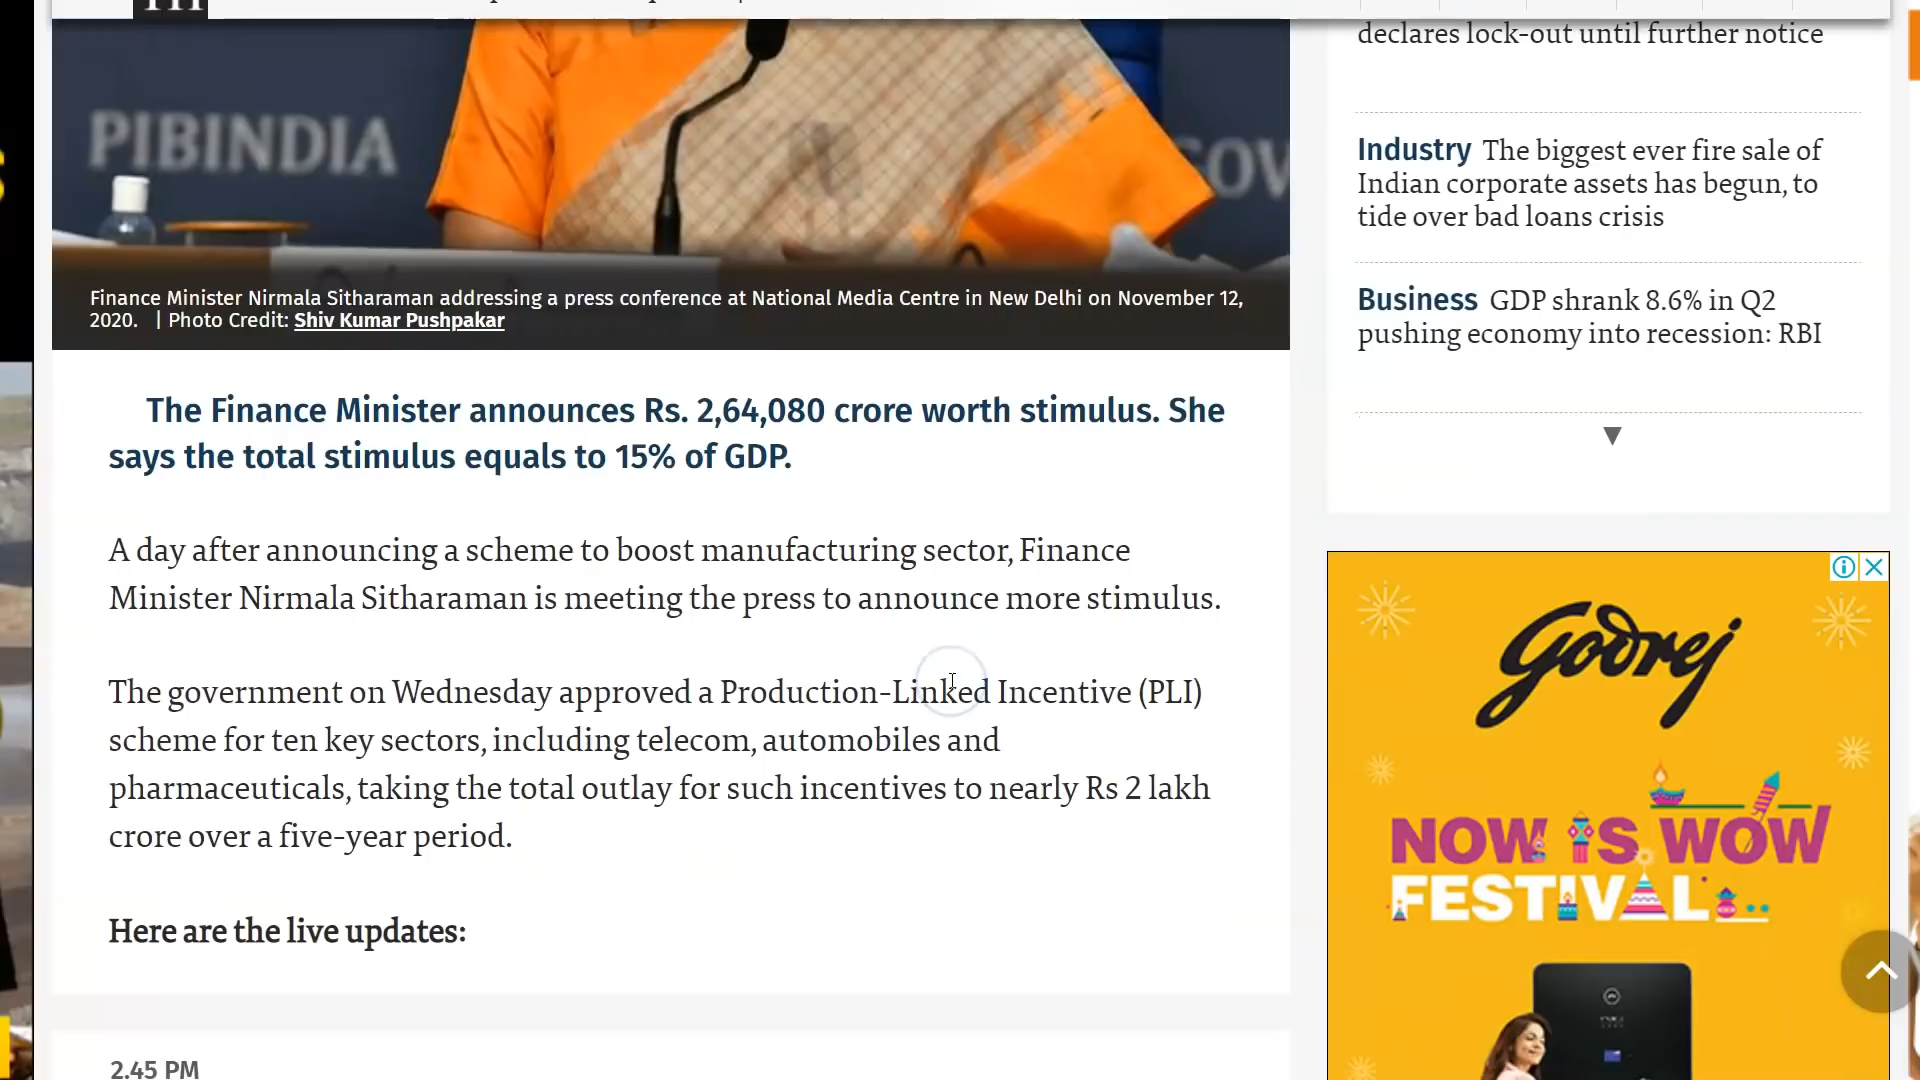 PIBINDIA
GOV
Finance Minister Nirmala Sitharaman addressing a press conference at National Media Centre in New Delhi on November 12,
2020. | Photo Credit: Shiv Kumar Pushpakar
The Finance Minister announces Rs. 2,64,080 crore worth stimulus. She
says the total stimulus equals to 15% of GDP.
A day after announcing a scheme to boost manufacturing sector, Finance
Minister Nirmala Sitharaman is meeting the press to announce more stimulus.
The government on Wednesday approved a Production-Linked Incentive (PLI)
scheme for ten key sectors, including telecom, automobiles and
pharmaceuticals, taking the total outlay for such incentives to nearly Rs 2 lakh
crore over a five-year period.
Here are the live updates:
2.45 PM
declares lock-out until further notice
Industry The biggest ever fire sale of
Indian corporate assets has begun, to
tide over bad loans crisis
Business GDP shrank 8.6% in Q2
pushing economy into recession: RBI
Godrej
NOW IS WOW
FESTIVAL..